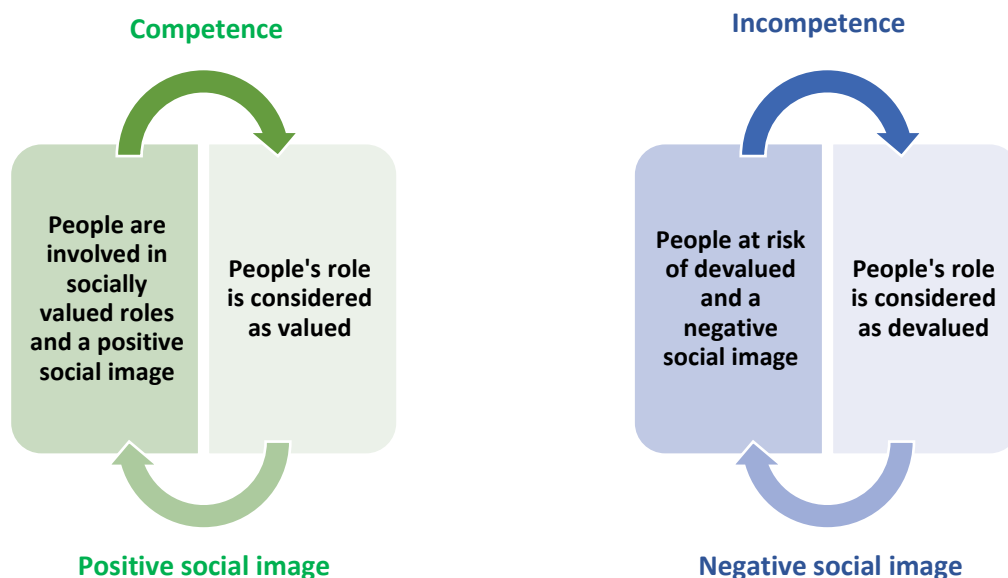 Competence
People are
involved in
socially
valued roles
and a positive
social image
People's role
is considered
as valued
Positive social image
Incompetence
People at risk
of devalued
and a
negative
social image
People's role
is considered
as devalued
Negative social image